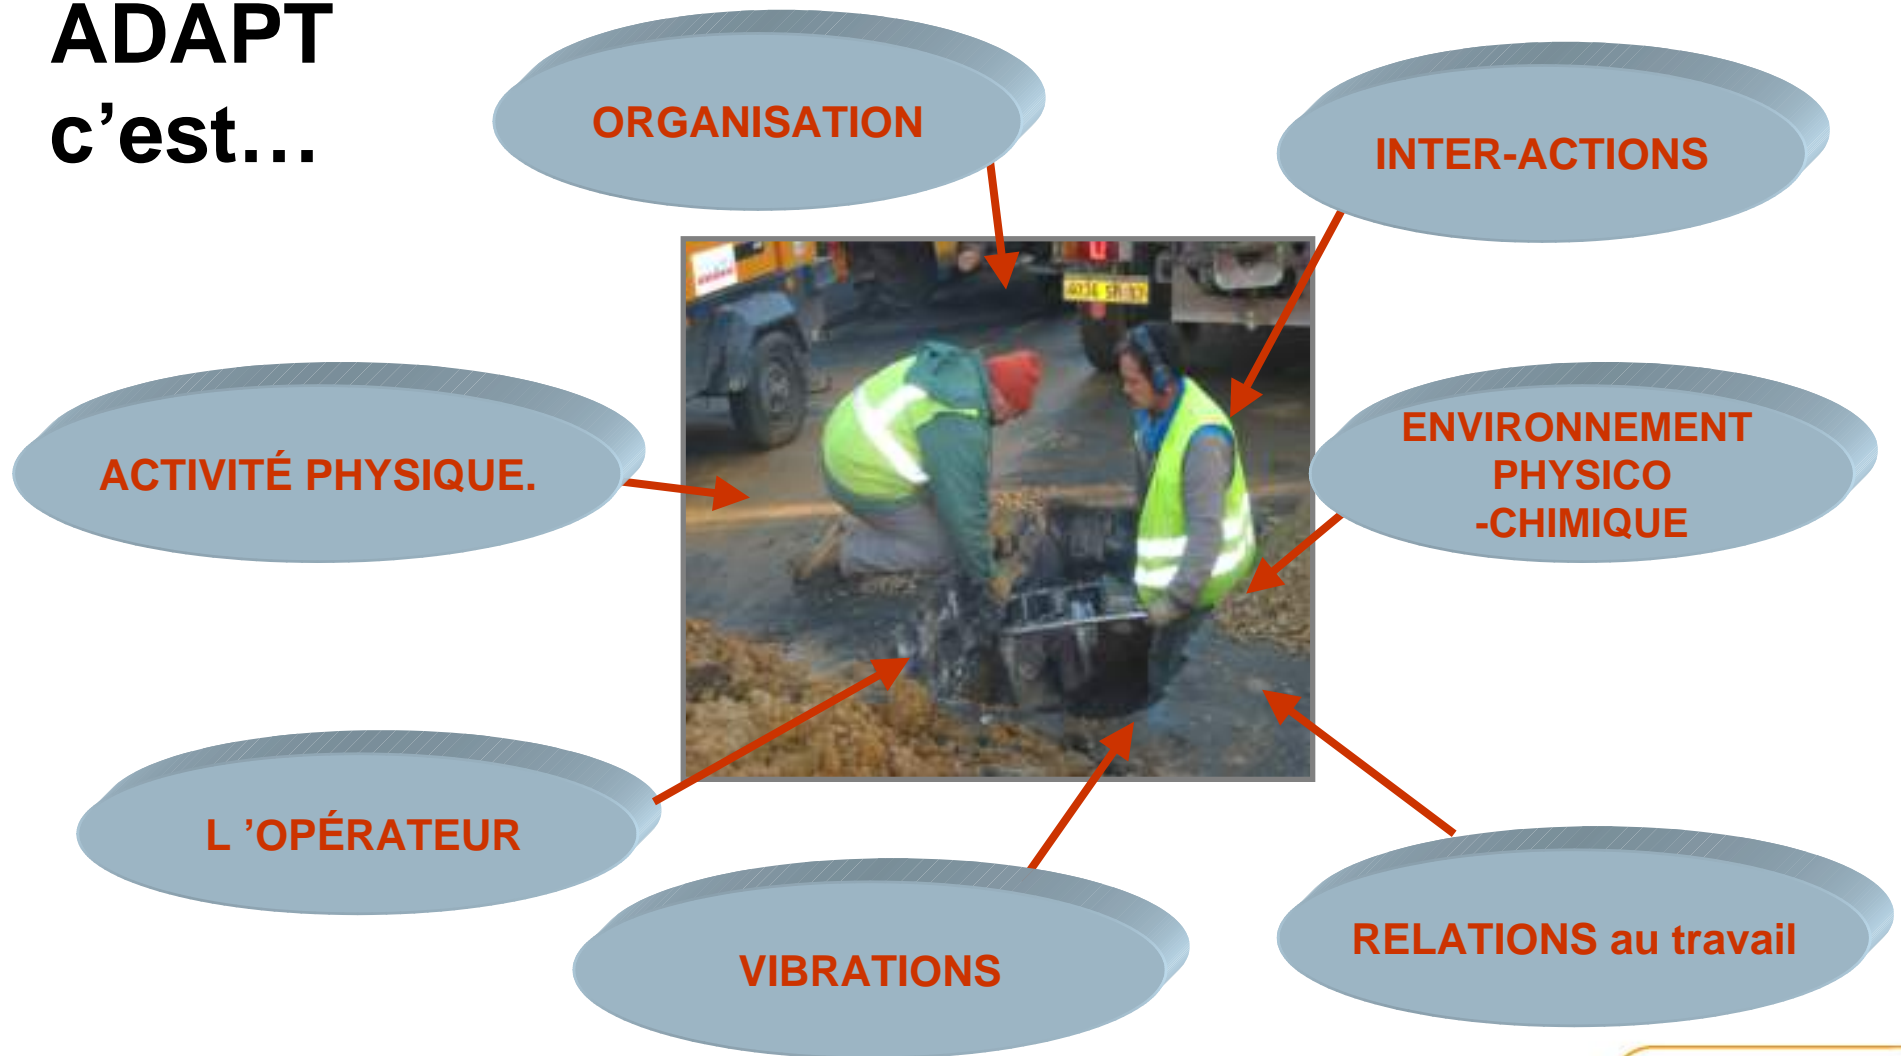 ADAPT
c’est…
ORGANISATION
INTER-ACTIONS
ACTIVITÉ PHYSIQUE.
ENVIRONNEMENT
PHYSICO
-CHIMIQUE
L ’OPÉRATEUR
VIBRATIONS
RELATIONS au travail